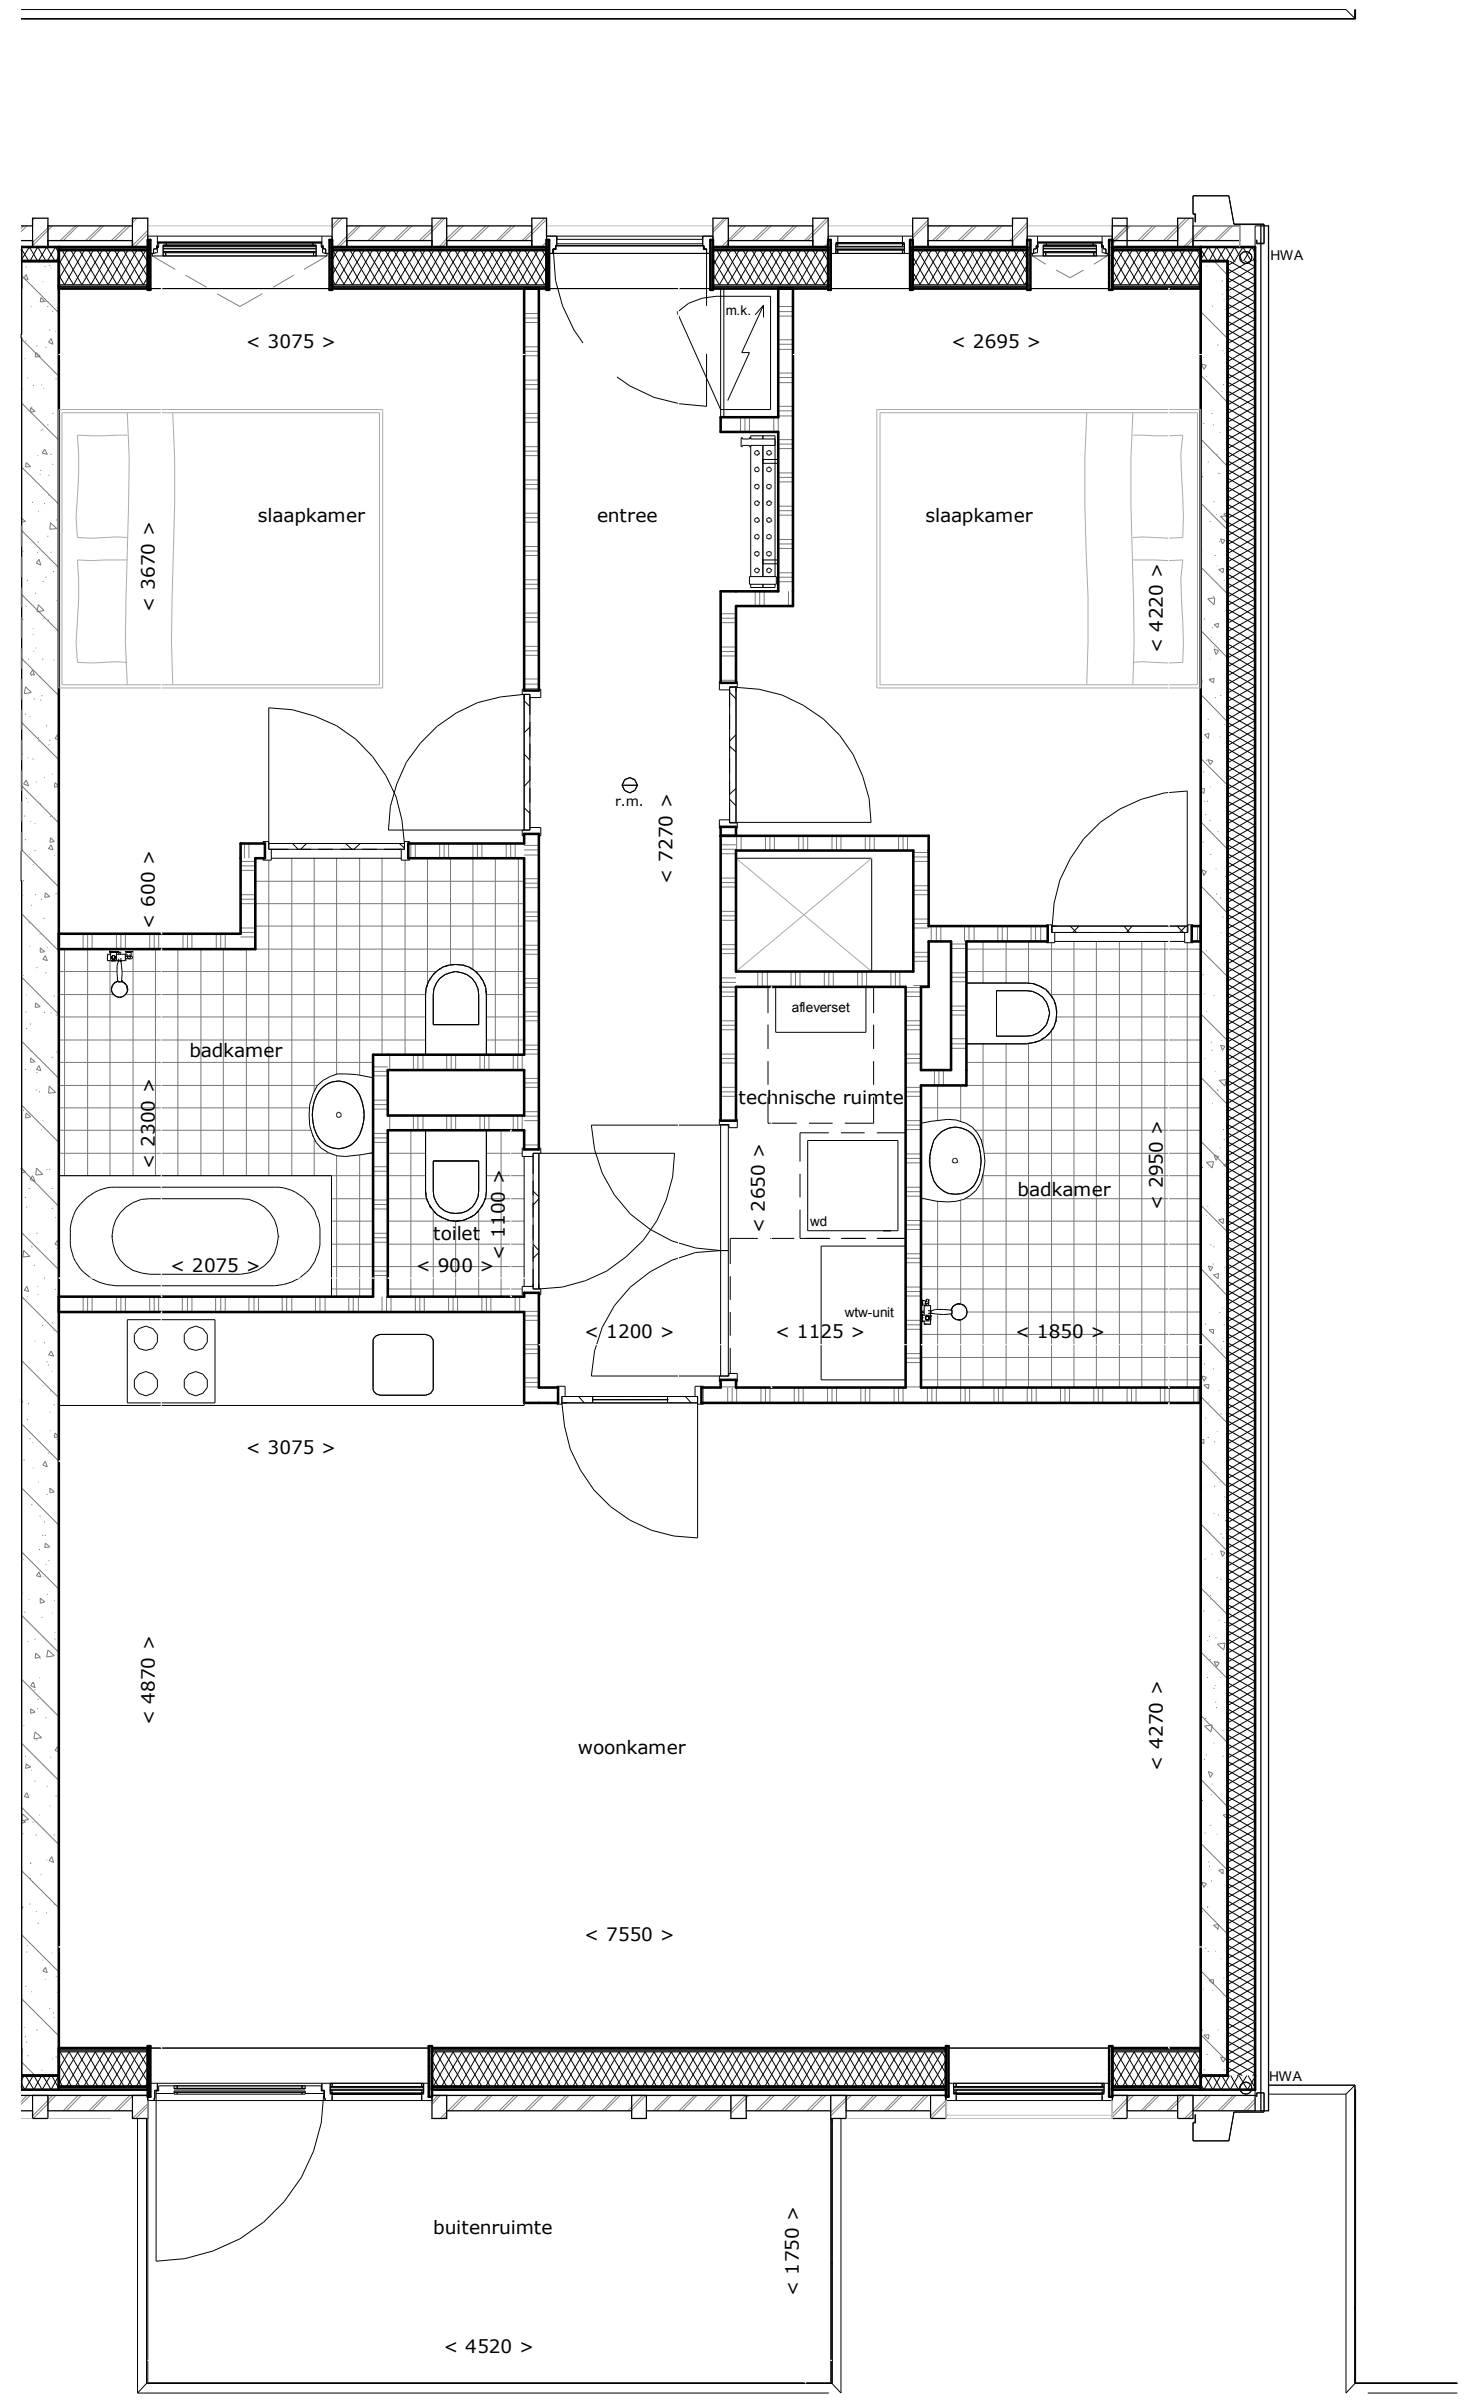 HWA
< 3075 >
m.k.
< 2695 >
slaapkamer
entree
slaapkamer
< 3670 >
< 4220 >
r.m.
< 7270 >
< 600 >
afleverset
badkamer
technische ruimte
< 2300 >
< 2650 >
< 2950 >
badkamer
< 1100 >
wd
toilet
< 2075 >
< 900 >
wtw-unit
< 1200 >
< 1125 >
< 1850 >
< 3075 >
< 4870 >
< 4270 >
woonkamer
< 7550 >
HWA
buitenruimte
< 1750 >
< 4520 >